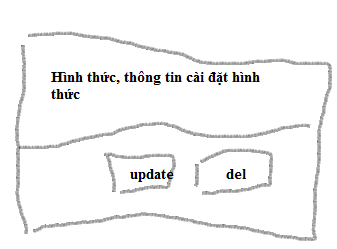 Hình thức, thông tin cài đặt hình
thức
update del